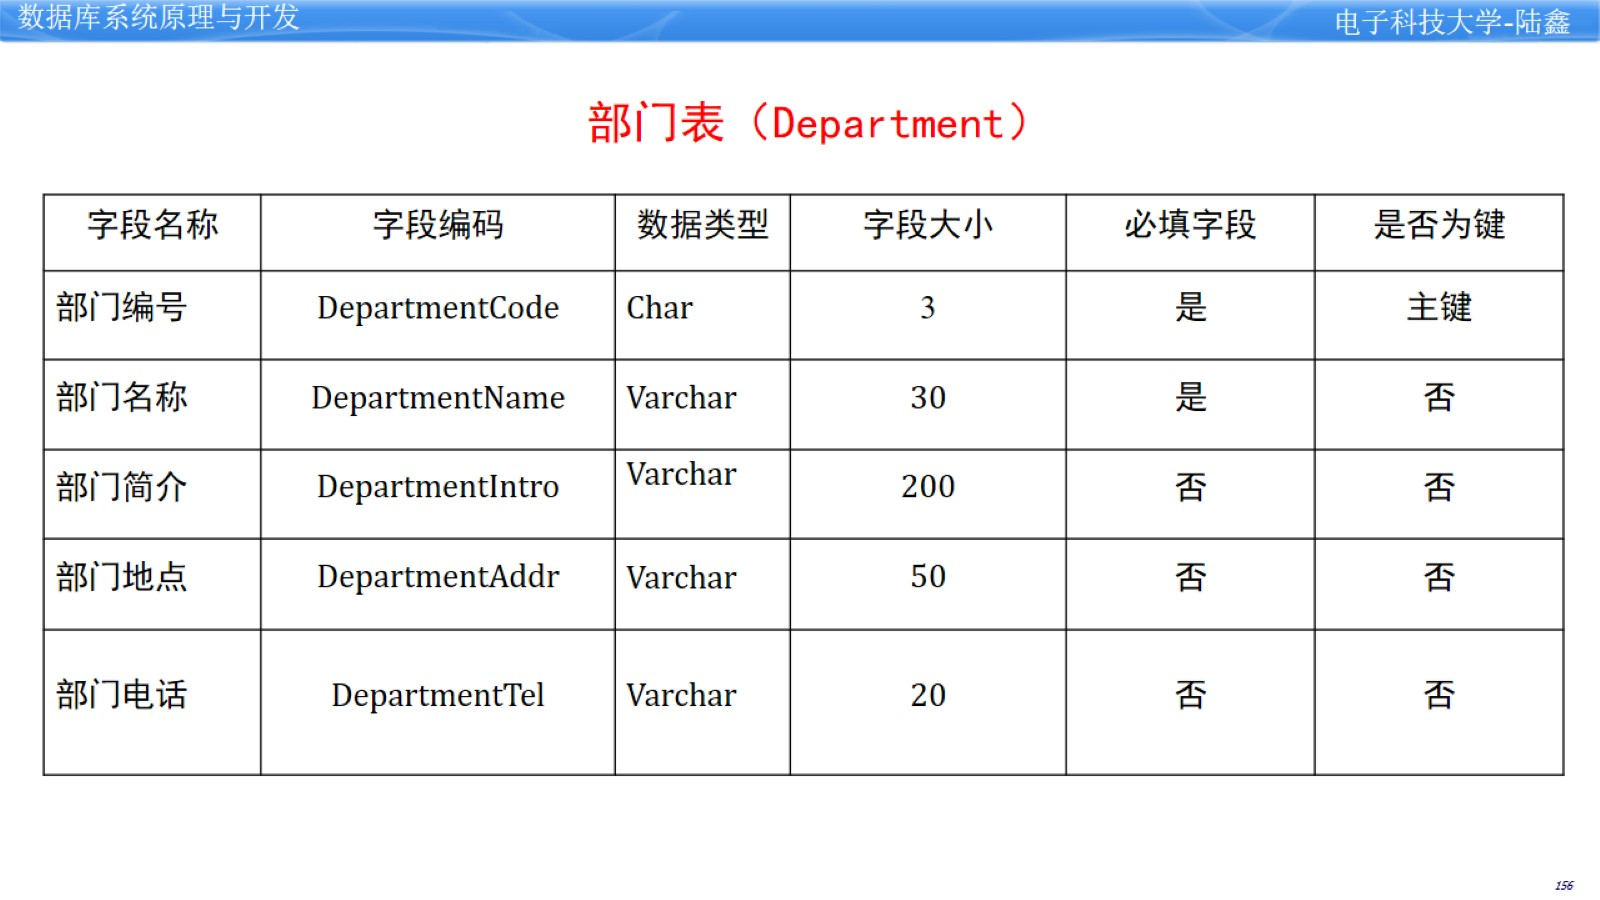 数据库系统原理与开发
电子科技大学-陆鑫
部门表（Department）
字段名称 字段编码 数据类型 字段大小 必填字段 是否为键
部门编号 DepartmentCode Char 3 是 主键
部门名称 DepartmentName Varchar 30 是 否
部门简介 DepartmentIntro Varchar 200 否 否
部门地点 DepartmentAddr Varchar 50 否 否
部门电话 DepartmentTel Varchar 20 否 否
156